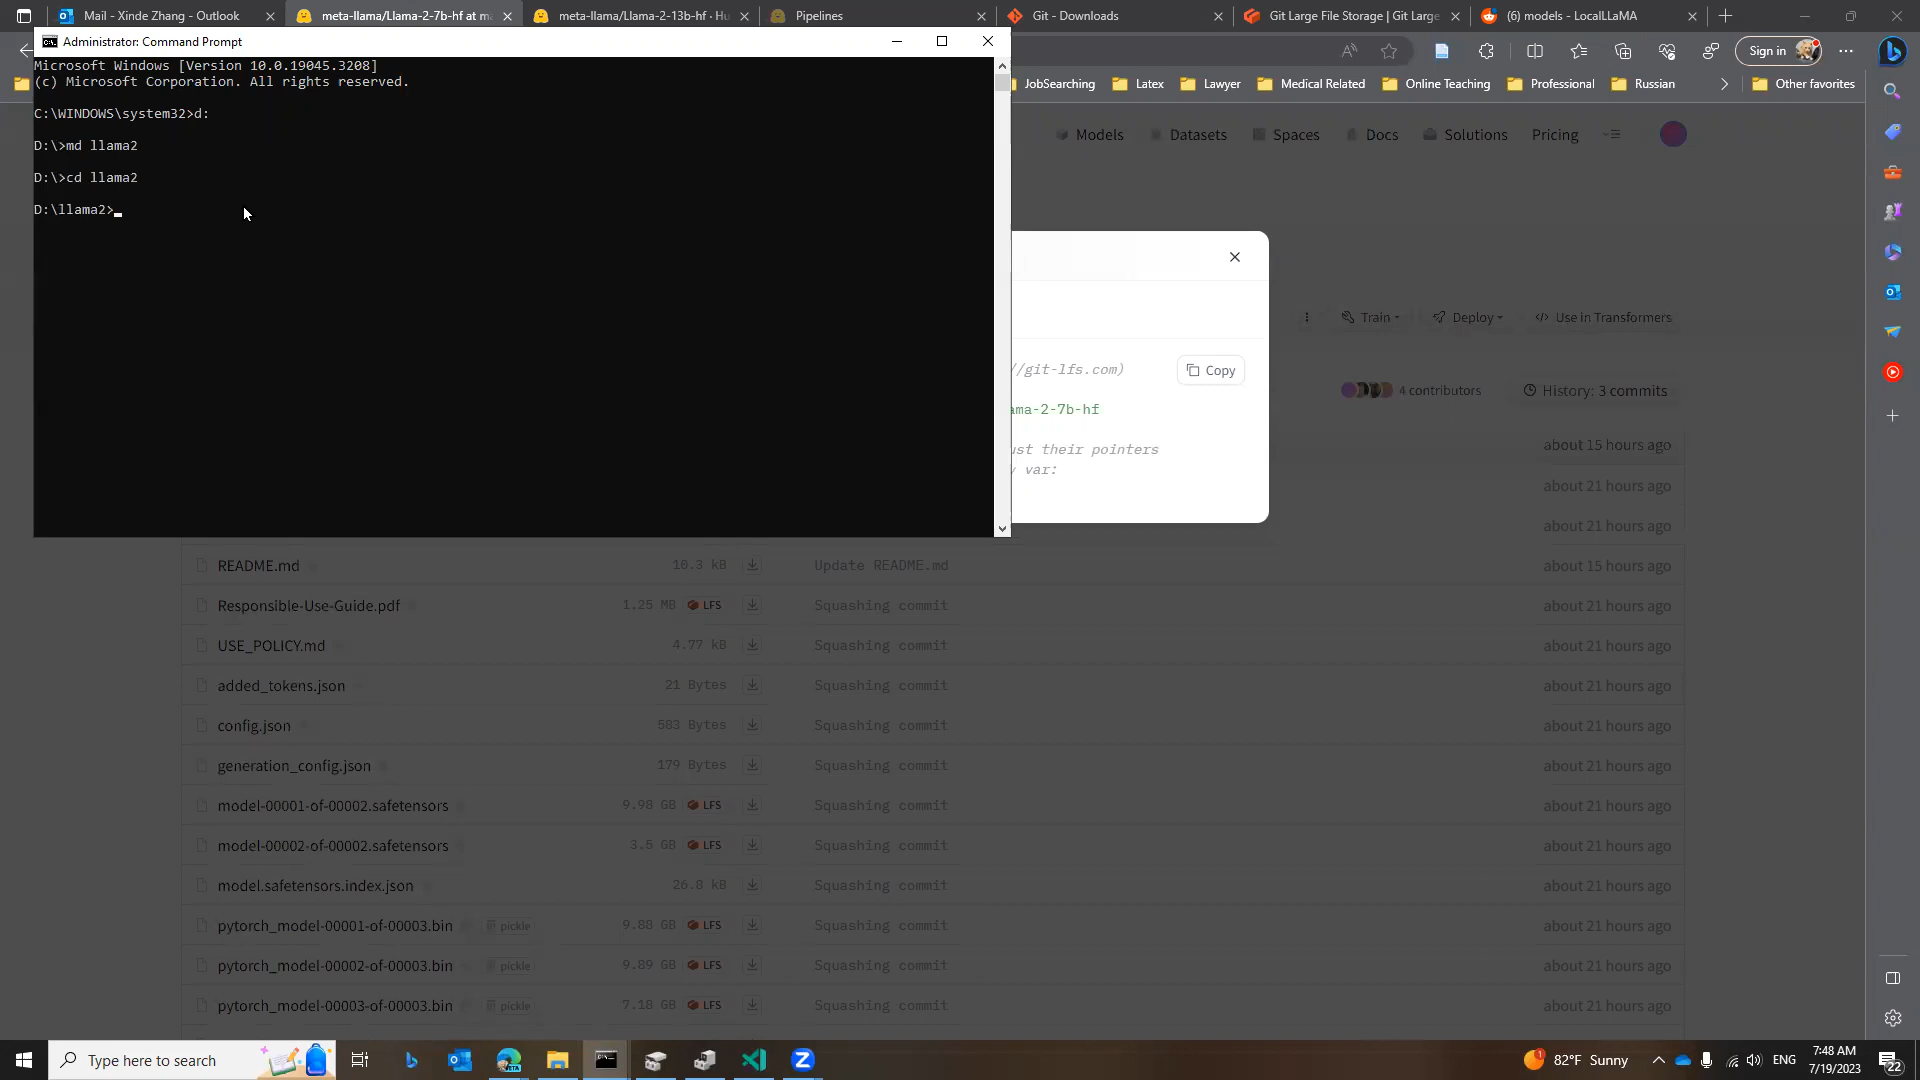 Mail - Xinde Zhang - Outlook
meta-llama/Llama-2-7b-hf at ma
meta-llama/Llama-2-13b-hf · Hu
Pipelines
Git - Downloads
Git Large File Storage | Git Large
(6) models - LocalLLaMA
Administrator: Command Prompt
Sign in
Microsoft Windows [Version 10.0.19045.3208]
(c) Microsoft Corporation. All rights reserved.
JobSearching
Latex
Lawyer
Medical Related
Online Teaching
Professional
Russian
Other favorites
C:\WINDOWS\system32>d:
Models
Datasets
Spaces
Docs
Solutions
Pricing
D:\>md llama2
D:\>cd llama2
D:\llama2>
Train
Deploy
</> Use in Transformers
//git-lfs.com)
Copy
4 contributors
History: 3 commits
ama-2-7b-hf
ust their pointers
about 15 hours ago
y var:
about 21 hours ago
about 21 hours ago
README.md
10.3 kB
Update README.md
about 15 hours ago
Responsible-Use-Guide.pdf
1.25 MB
LFS
Squashing commit
about 21 hours ago
USE_POLICY.md
4.77 kB
Squashing commit
about 21 hours ago
added_tokens.json
21 Bytes
Squashing commit
about 21 hours ago
config.json
583 Bytes
Squashing commit
about 21 hours ago
generation_config.json
179 Bytes
Squashing commit
about 21 hours ago
model-00001-of-00002.safetensors
9.98 GB
LFS
Squashing commit
about 21 hours ago
model-00002-of-00002.safetensors
3.5 GB
LFS
Squashing commit
about 21 hours ago
model.safetensors.index.json
26.8 kB
Squashing commit
about 21 hours ago
pytorch_model-00001-of-00003.bin
pickle
9.88 GB
LFS
Squashing commit
about 21 hours ago
pytorch_model-00002-of-00003.bin
pickle
9.89 GB
LFS
Squashing commit
about 21 hours ago
pytorch_model-00003-of-00003.bin
pickle
7.18 GB
LFS
Squashing commit
about 21 hours ago
Type here to search
82°F Sunny
ENG
7:48 AM
7/19/2023
22